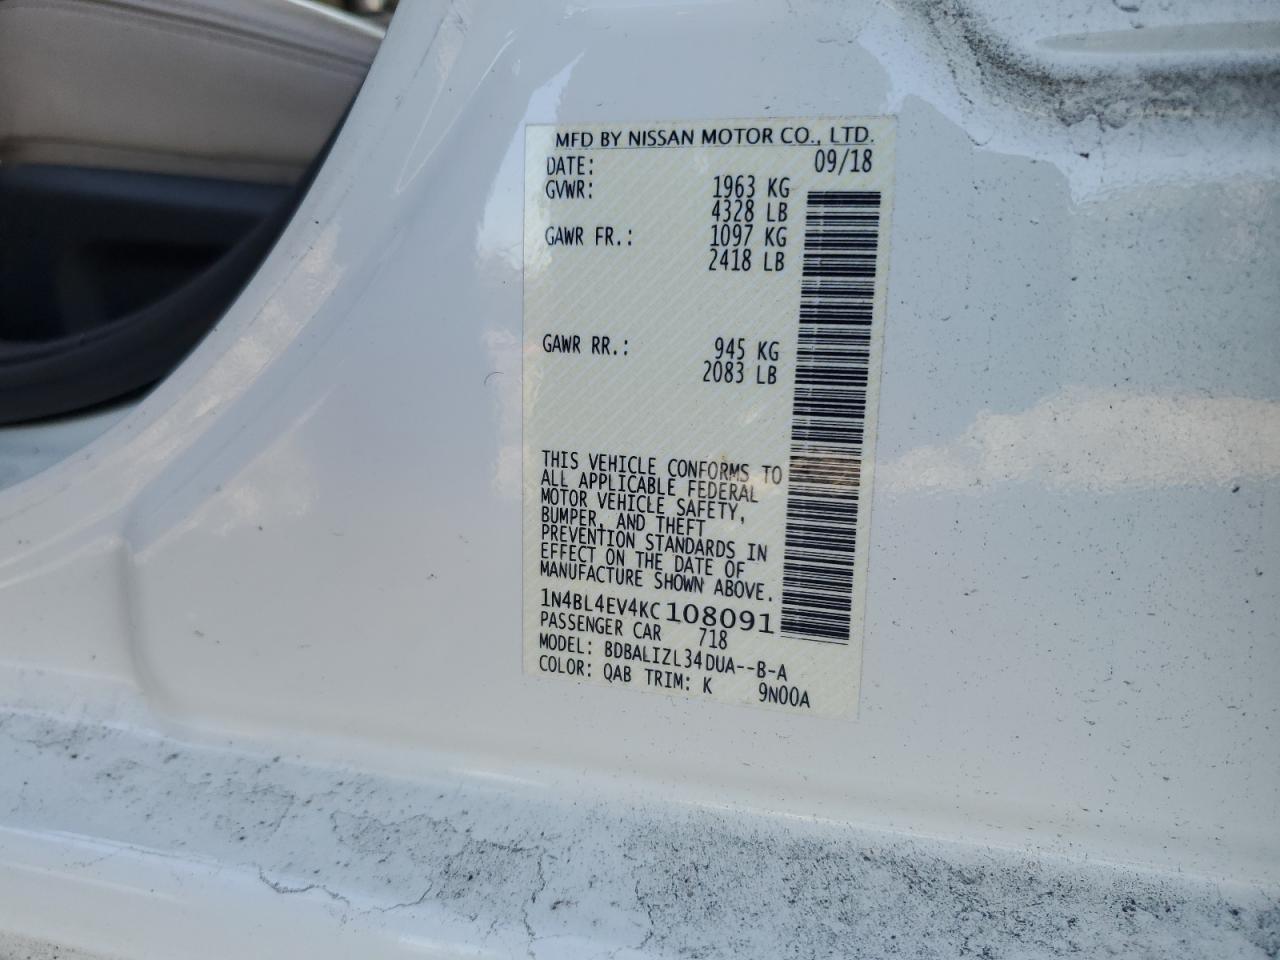 MFD BY NISSAN MOTOR CO., LTD.
DATE: 09/18
GVWR: 1963 KG
4328 LB
GAWR FR.: 1097 KG
2418 LB
GAWR RR.: 945 KG
2083 LB
THIS VEHICLE CONFORMS TO
ALL APPLICABLE FEDERAL
MOTOR VEHICLE SAFETY,
BUMPER, AND THEFT
PREVENTION STANDARDS IN
EFFECT ON THE DATE OF
MANUFACTURE SHOWN ABOVE.
1N4BL4EV4KC108091
PASSENGER CAR 718
MODEL: BDBALIZL34DUA--B-A
COLOR: QAB TRIM: K 9N00A